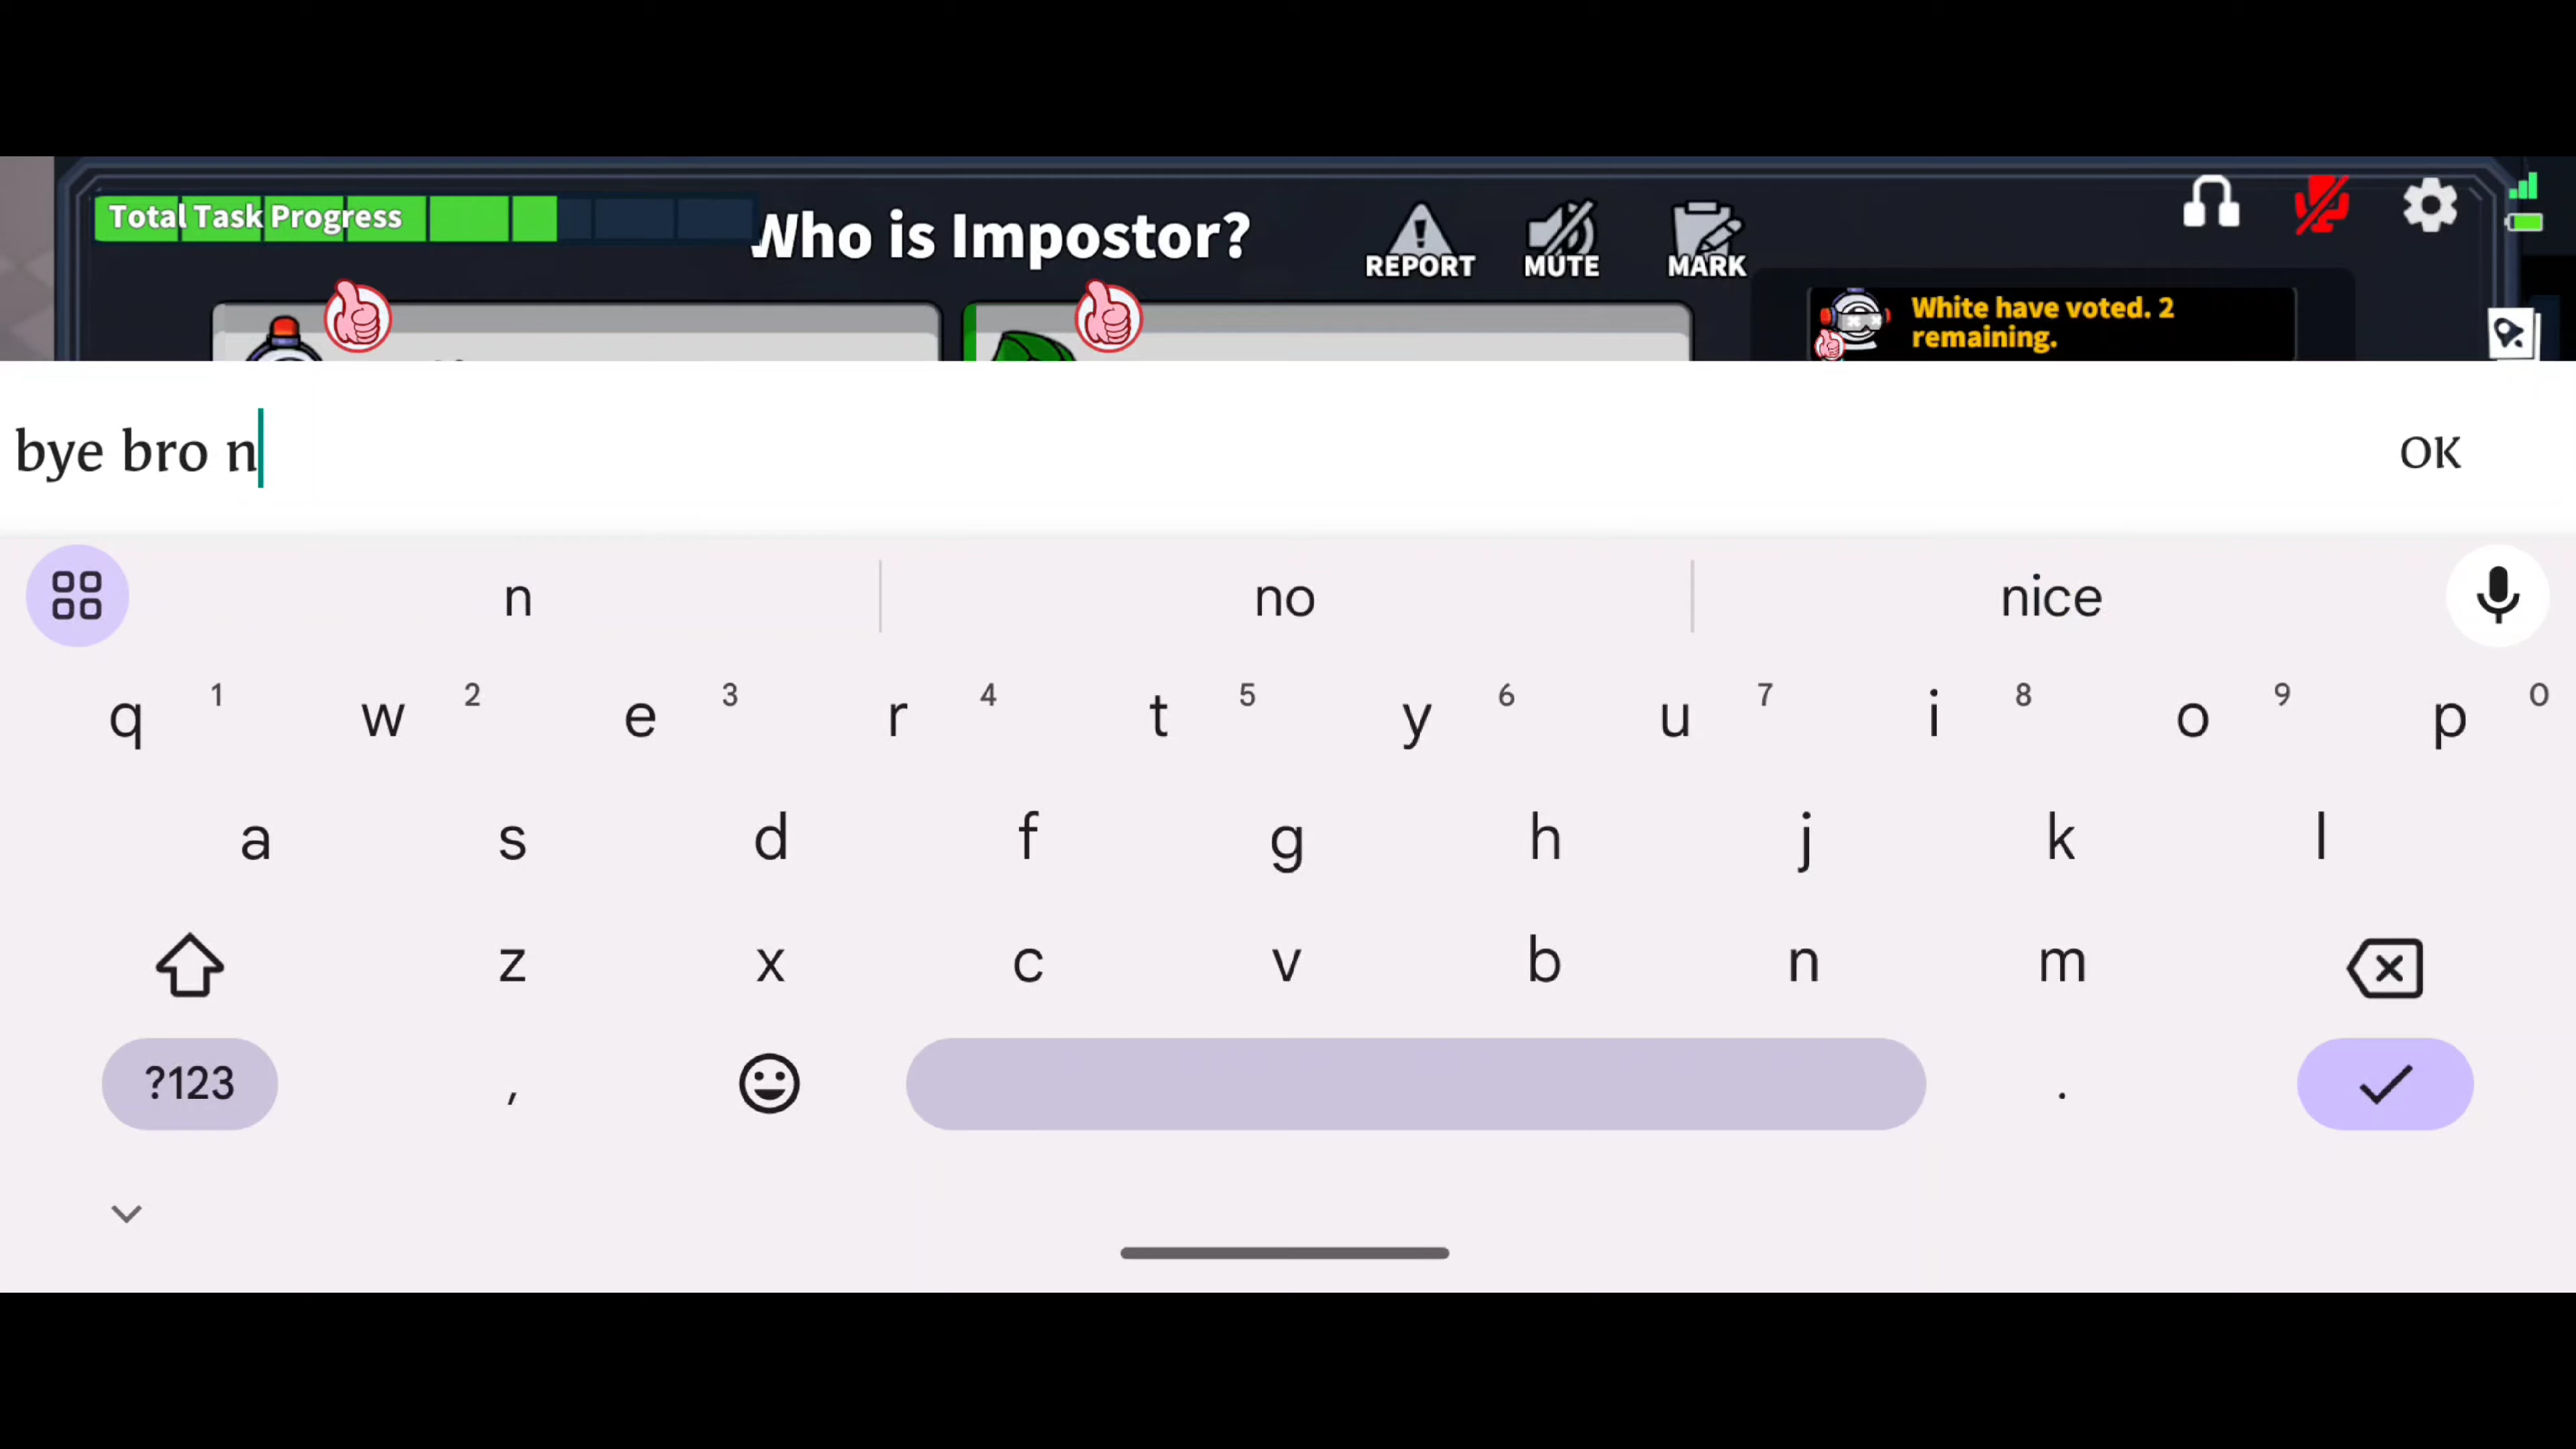 Total Task Progress
Who is Impostor?
REPORT
MUTE
MARK
White have voted. 2
remaining.
bye bro n
OK
n
no
nice
q 1 w 2 e 3 r 4 t 5 y 6 u 7 i 8 o 9 p 0
a s d f g h j k l
z x c v b n m
?123 , .